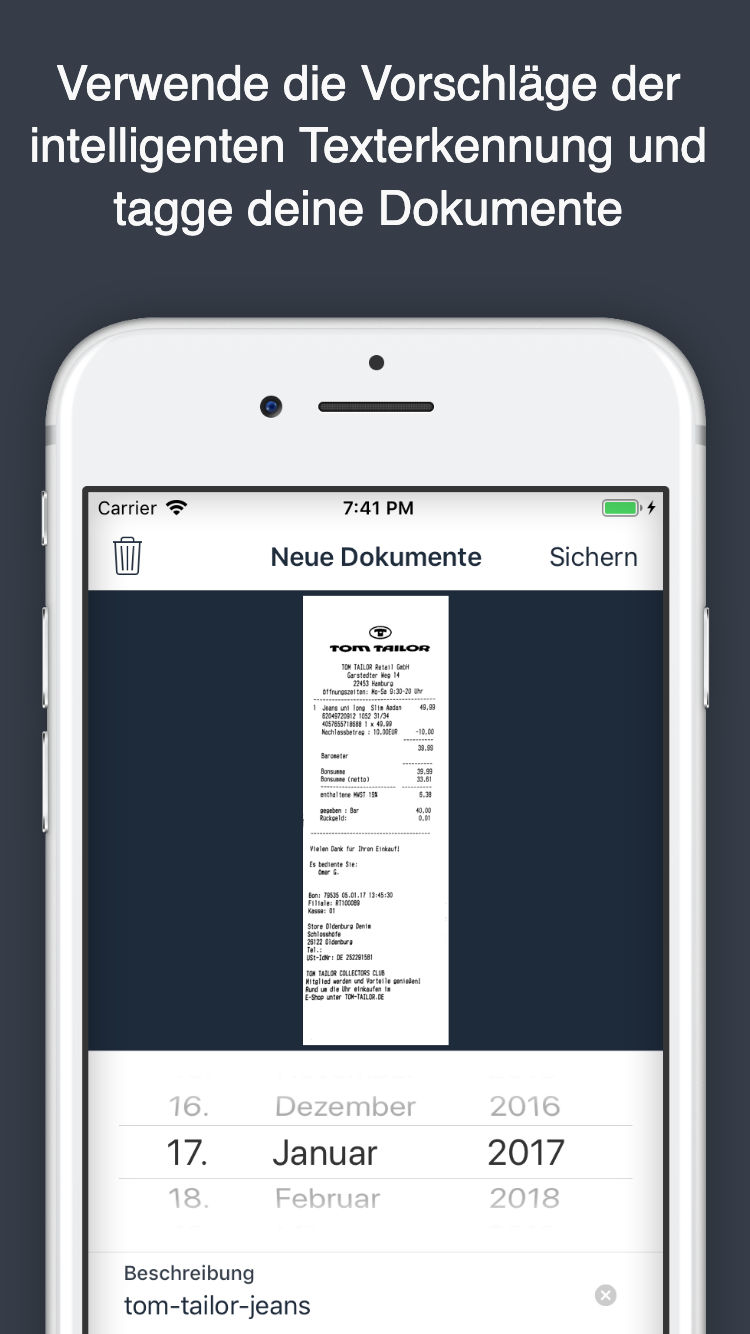 Verwende die Vorschläge der
intelligenten Texterkennung und
tagge deine Dokumente
Carrier 7:41 PM
Neue Dokumente Sichern
TOM TAILOR
TOM TAILOR Retail GmbH
Garstedter Weg 14
22453 Hamburg
Öffnungszeiten: Mo-Sa 9:30-20 Uhr
1 Jeans uni long Slim Aedan 49,99
62049720912 1052 31/34
4057655718688 1 x 49.99
Nachlassbetrag : 10.00EUR -10.00
39.99
Barometer
Bonsumme 39,99
Bonsumme (netto) 33.61
enthaltene MWST 19% 6.38
gegeben : Bar 40,00
Rückgeld: 0.01
Vielen Dank für Ihren Einkauf!
Es bediente Sie:
Omar G.
Bon: 79535 05.01.17 13:45:30
Filiale: RT100089
Kasse: 01
Store Oldenburg Denim
Schlosshöfe
26122 Oldenburg
Tel.:
USt-IdNr: DE 252291581
TOM TAILOR COLLECTORS CLUB
Mitglied werden und Vorteile genießen!
Rund um die Uhr einkaufen im
E-Shop unter TOM-TAILOR.DE
16. Dezember 2016
17. Januar 2017
18. Februar 2018
Beschreibung
tom-tailor-jeans